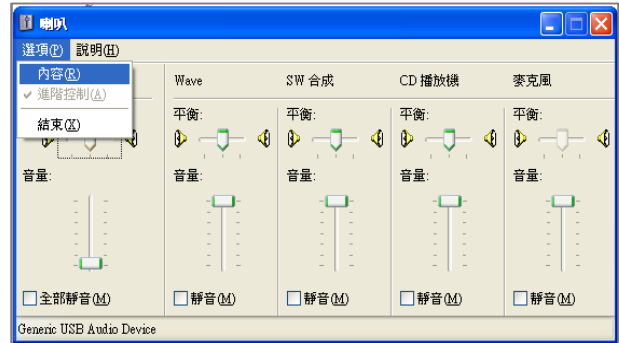 喇叭
選項(P) 說明(H)
內容(R)
進階控制(A)
結束(X)
Wave SW 合成 CD 播放機 麥克風
平衡: 平衡: 平衡: 平衡:
音量: 音量: 音量: 音量: 音量:
全部靜音(M) 靜音(M) 靜音(M) 靜音(M) 靜音(M)
Generic USB Audio Device